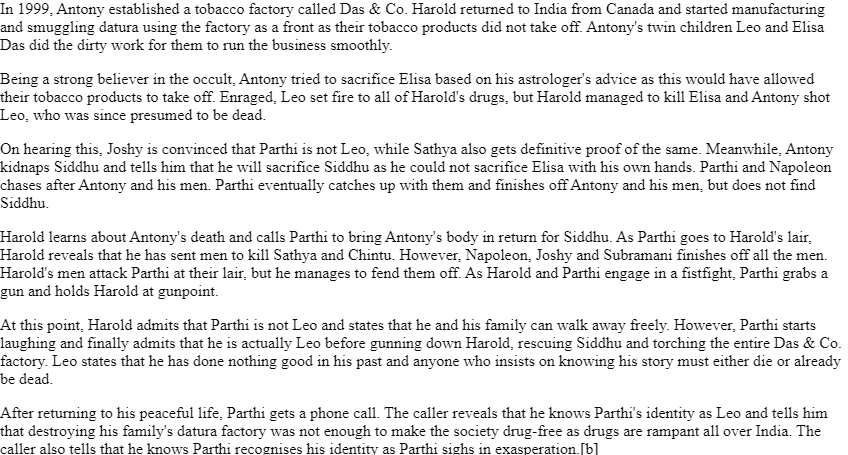 In 1999, Antony established a tobacco factory called Das & Co. Harold returned to India from Canada and started manufacturing
and smuggling datura using the factory as a front as their tobacco products did not take off. Antony's twin children Leo and Elisa
Das did the dirty work for them to run the business smoothly.
Being a strong believer in the occult, Antony tried to sacrifice Elisa based on his astrologer's advice as this would have allowed
their tobacco products to take off. Enraged, Leo set fire to all of Harold's drugs, but Harold managed to kill Elisa and Antony shot
Leo, who was since presumed to be dead.
On hearing this, Joshy is convinced that Parthi is not Leo, while Sathya also gets definitive proof of the same. Meanwhile, Antony
kidnaps Siddhu and tells him that he will sacrifice Siddhu as he could not sacrifice Elisa with his own hands. Parthi and Napoleon
chases after Antony and his men. Parthi eventually catches up with them and finishes off Antony and his men, but does not find
Siddhu.
Harold learns about Antony's death and calls Parthi to bring Antony's body in return for Siddhu. As Parthi goes to Harold's lair,
Harold reveals that he has sent men to kill Sathya and Chintu. However, Napoleon, Joshy and Subramani finishes off all the men.
Harold's men attack Parthi at their lair, but he manages to fend them off. As Harold and Parthi engage in a fistfight, Parthi grabs a
gun and holds Harold at gunpoint.
At this point, Harold admits that Parthi is not Leo and states that he and his family can walk away freely. However, Parthi starts
laughing and finally admits that he is actually Leo before gunning down Harold, rescuing Siddhu and torching the entire Das & Co.
factory. Leo states that he has done nothing good in his past and anyone who insists on knowing his story must either die or already
be dead.
After returning to his peaceful life, Parthi gets a phone call. The caller reveals that he knows Parthi's identity as Leo and tells him
that destroying his family's datura factory was not enough to make the society drug-free as drugs are rampant all over India. The
caller also tells that he knows Parthi recognises his identity as Parthi sighs in exasperation.[b]